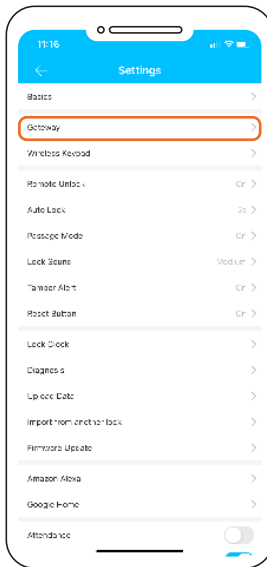 11:16
Settings
Basics
Gateway
Wireless Keypad
Remote Unlock On
Auto Lock 5s
Passage Mode On
Lock Sound Medium
Tamper Alert On
Reset Button On
Lock Clock
Diagnosis
Upload Data
Import from another lock
Firmware Update
Amazon Alexa
Google Home
Attendance